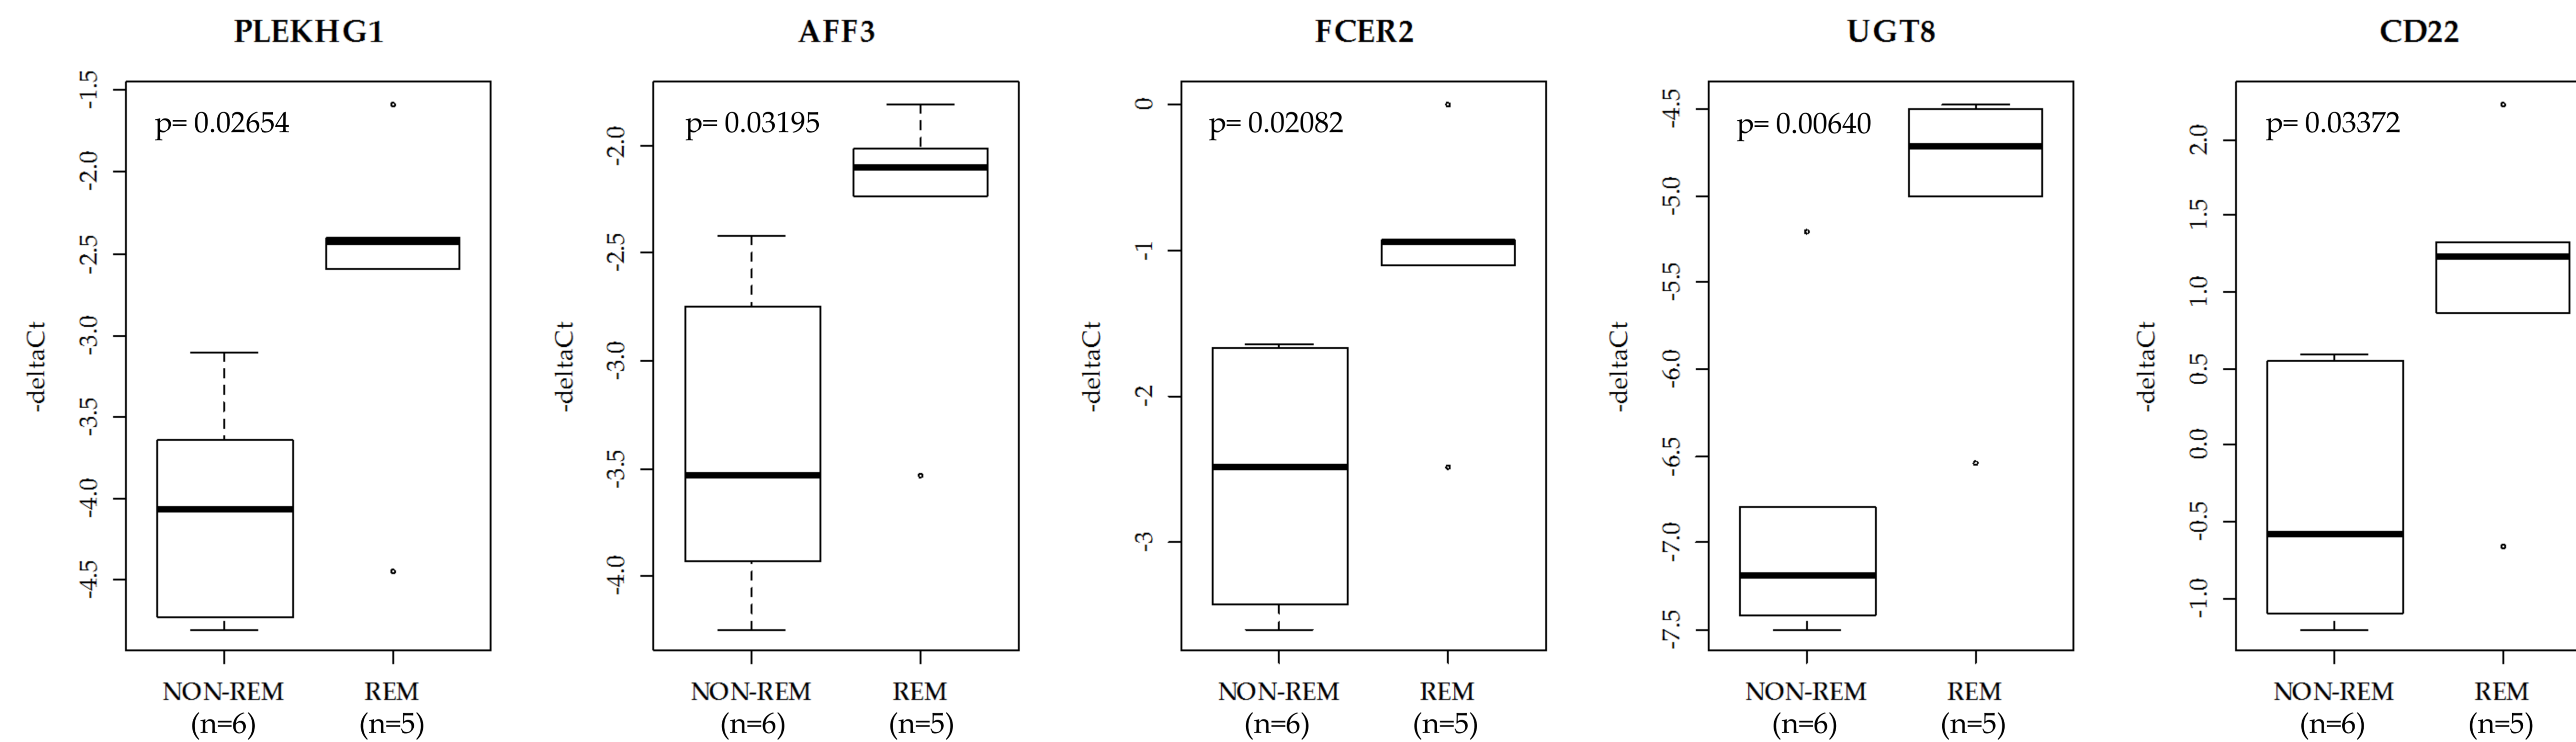 PLEKHG1
-deltaCt
-1.5
-2.0
-2.5
-3.0
-3.5
-4.0
-4.5
p= 0.02654
NON-REM
(n=6)
REM
(n=5)
AFF3
-deltaCt
-2.0
-2.5
-3.0
-3.5
-4.0
p= 0.03195
NON-REM
(n=6)
REM
(n=5)
FCER2
-deltaCt
0
-1
-2
-3
p= 0.02082
NON-REM
(n=6)
REM
(n=5)
UGT8
-deltaCt
-4.5
-5.0
-5.5
-6.0
-6.5
-7.0
-7.5
p= 0.00640
NON-REM
(n=6)
REM
(n=5)
CD22
-deltaCt
2.0
1.5
1.0
0.5
0.0
-0.5
-1.0
p= 0.03372
NON-REM
(n=6)
REM
(n=5)